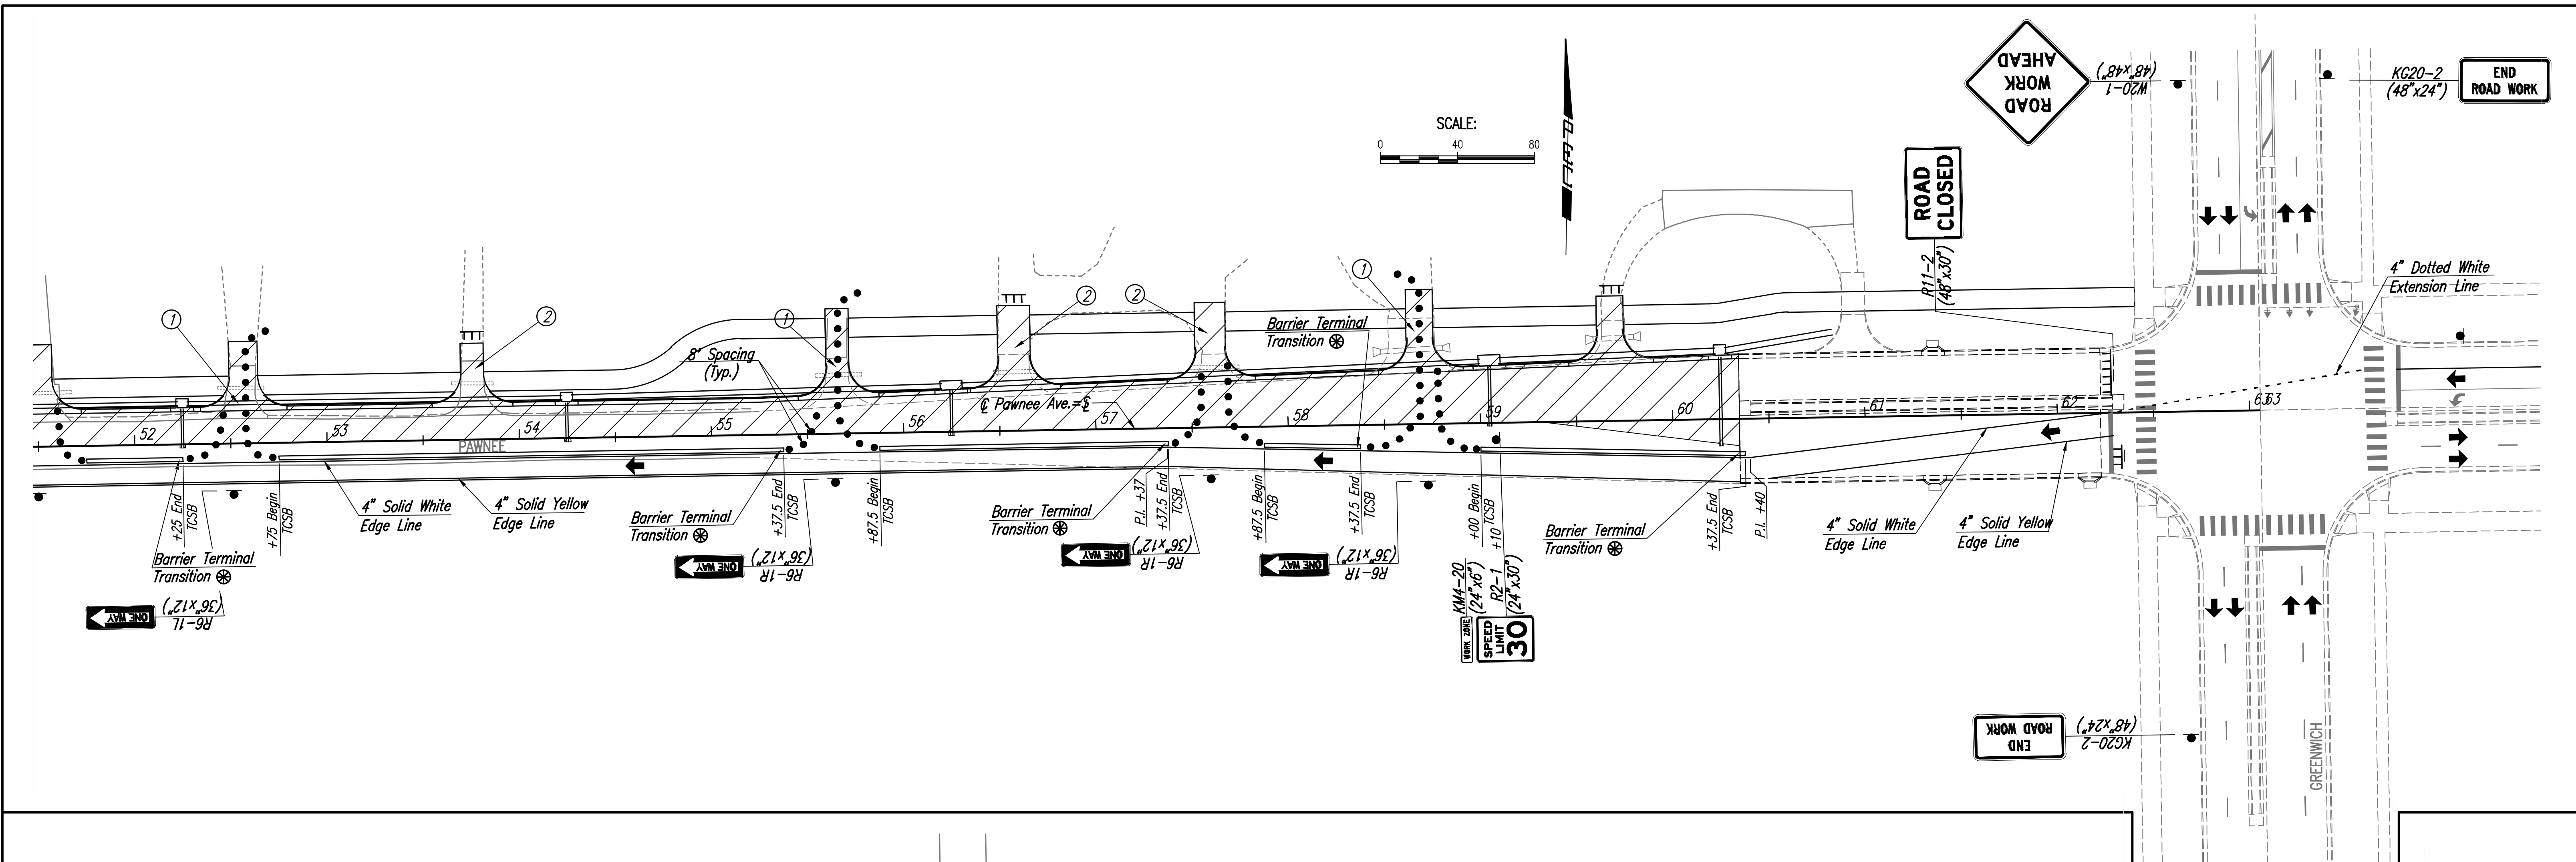 ROAD
WORK
AHEAD
W20-1
(48"x48")
KG20-2
(48"x24")
END
ROAD WORK
SCALE:
0 40 80
ROAD
CLOSED
R11-2
(48"x30")
4" Dotted White
Extension Line
1
2
1
2
2
1
8' Spacing
(Typ.)
Barrier Terminal
Transition
℄ Pawnee Ave.=
52 53 54 55 56 57 58 59 60 61 62 63
PAWNEE
+25 End
TCSB
+75 Begin
TCSB
4" Solid White
Edge Line
4" Solid Yellow
Edge Line
Barrier Terminal
Transition
+37.5 End
TCSB
+87.5 Begin
TCSB
Barrier Terminal
Transition
P.I. +37
+37.5 End
TCSB
+87.5 Begin
TCSB
+37.5 End
TCSB
+00 Begin
TCSB
+10
Barrier Terminal
Transition
+37.5 End
TCSB
P.I. +40
4" Solid White
Edge Line
4" Solid Yellow
Edge Line
Barrier Terminal
Transition
ONE WAY
R6-1L
(36"x12")
ONE WAY
R6-1R
(36"x12")
ONE WAY
R6-1R
(36"x12")
ONE WAY
R6-1R
(36"x12")
KM4-20
(24"x6")
R2-1
(24"x30")
WORK ZONE
SPEED
LIMIT
30
END
ROAD WORK
KG20-2
(48"x24")
GREENWICH